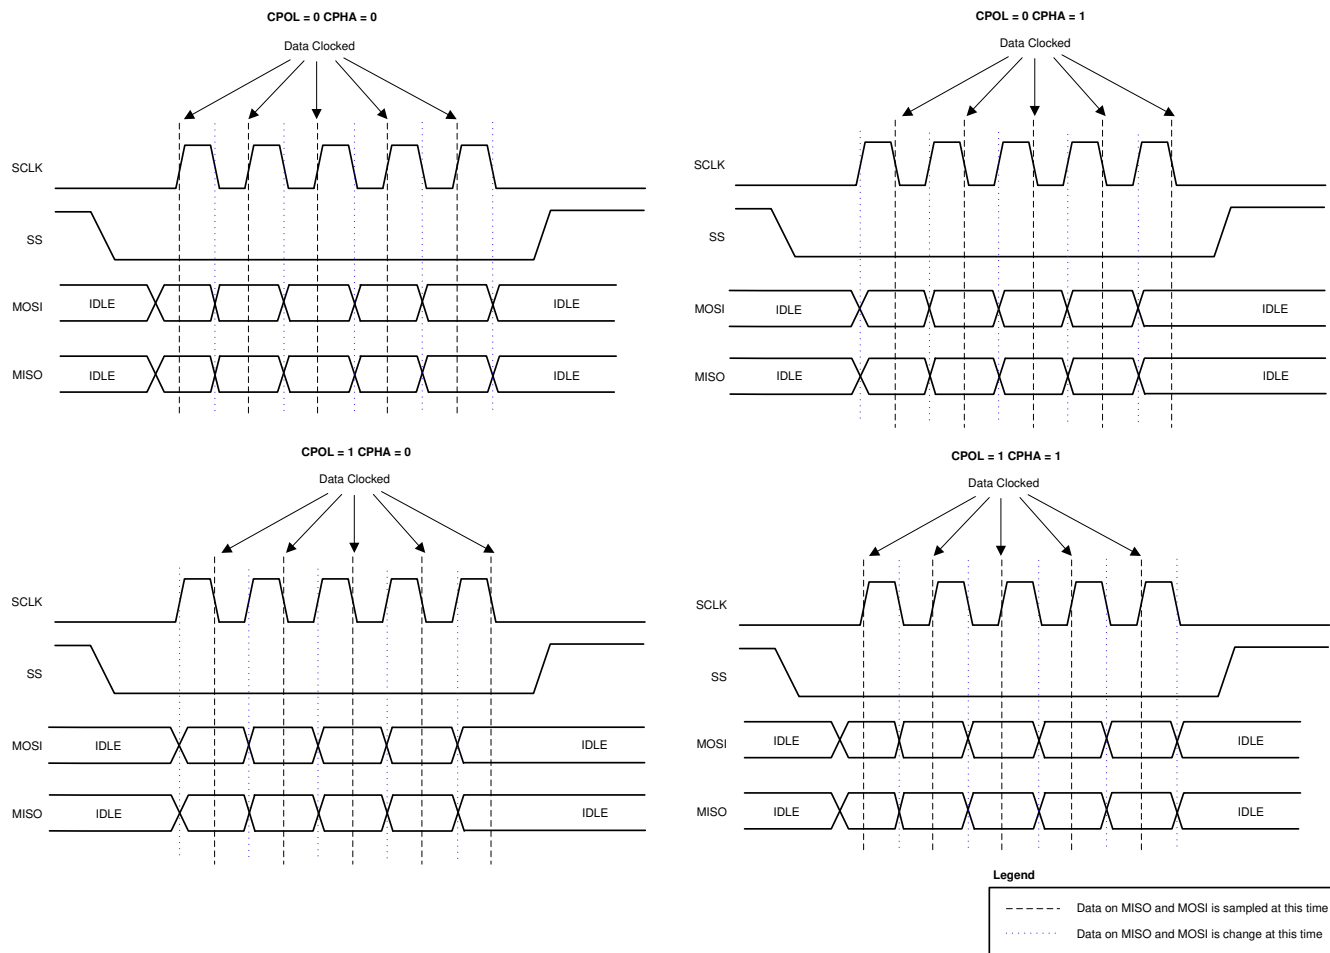 CPOL = 0 CPHA = 0
Data Clocked
SCLK
SS
MOSI IDLE IDLE
MISO IDLE IDLE
CPOL = 0 CPHA = 1
Data Clocked
SCLK
SS
MOSI IDLE IDLE
MISO IDLE IDLE
CPOL = 1 CPHA = 0
Data Clocked
SCLK
SS
MOSI IDLE IDLE
MISO IDLE IDLE
CPOL = 1 CPHA = 1
Data Clocked
SCLK
SS
MOSI IDLE IDLE
MISO IDLE IDLE
Legend
Data on MISO and MOSI is sampled at this time
Data on MISO and MOSI is change at this time